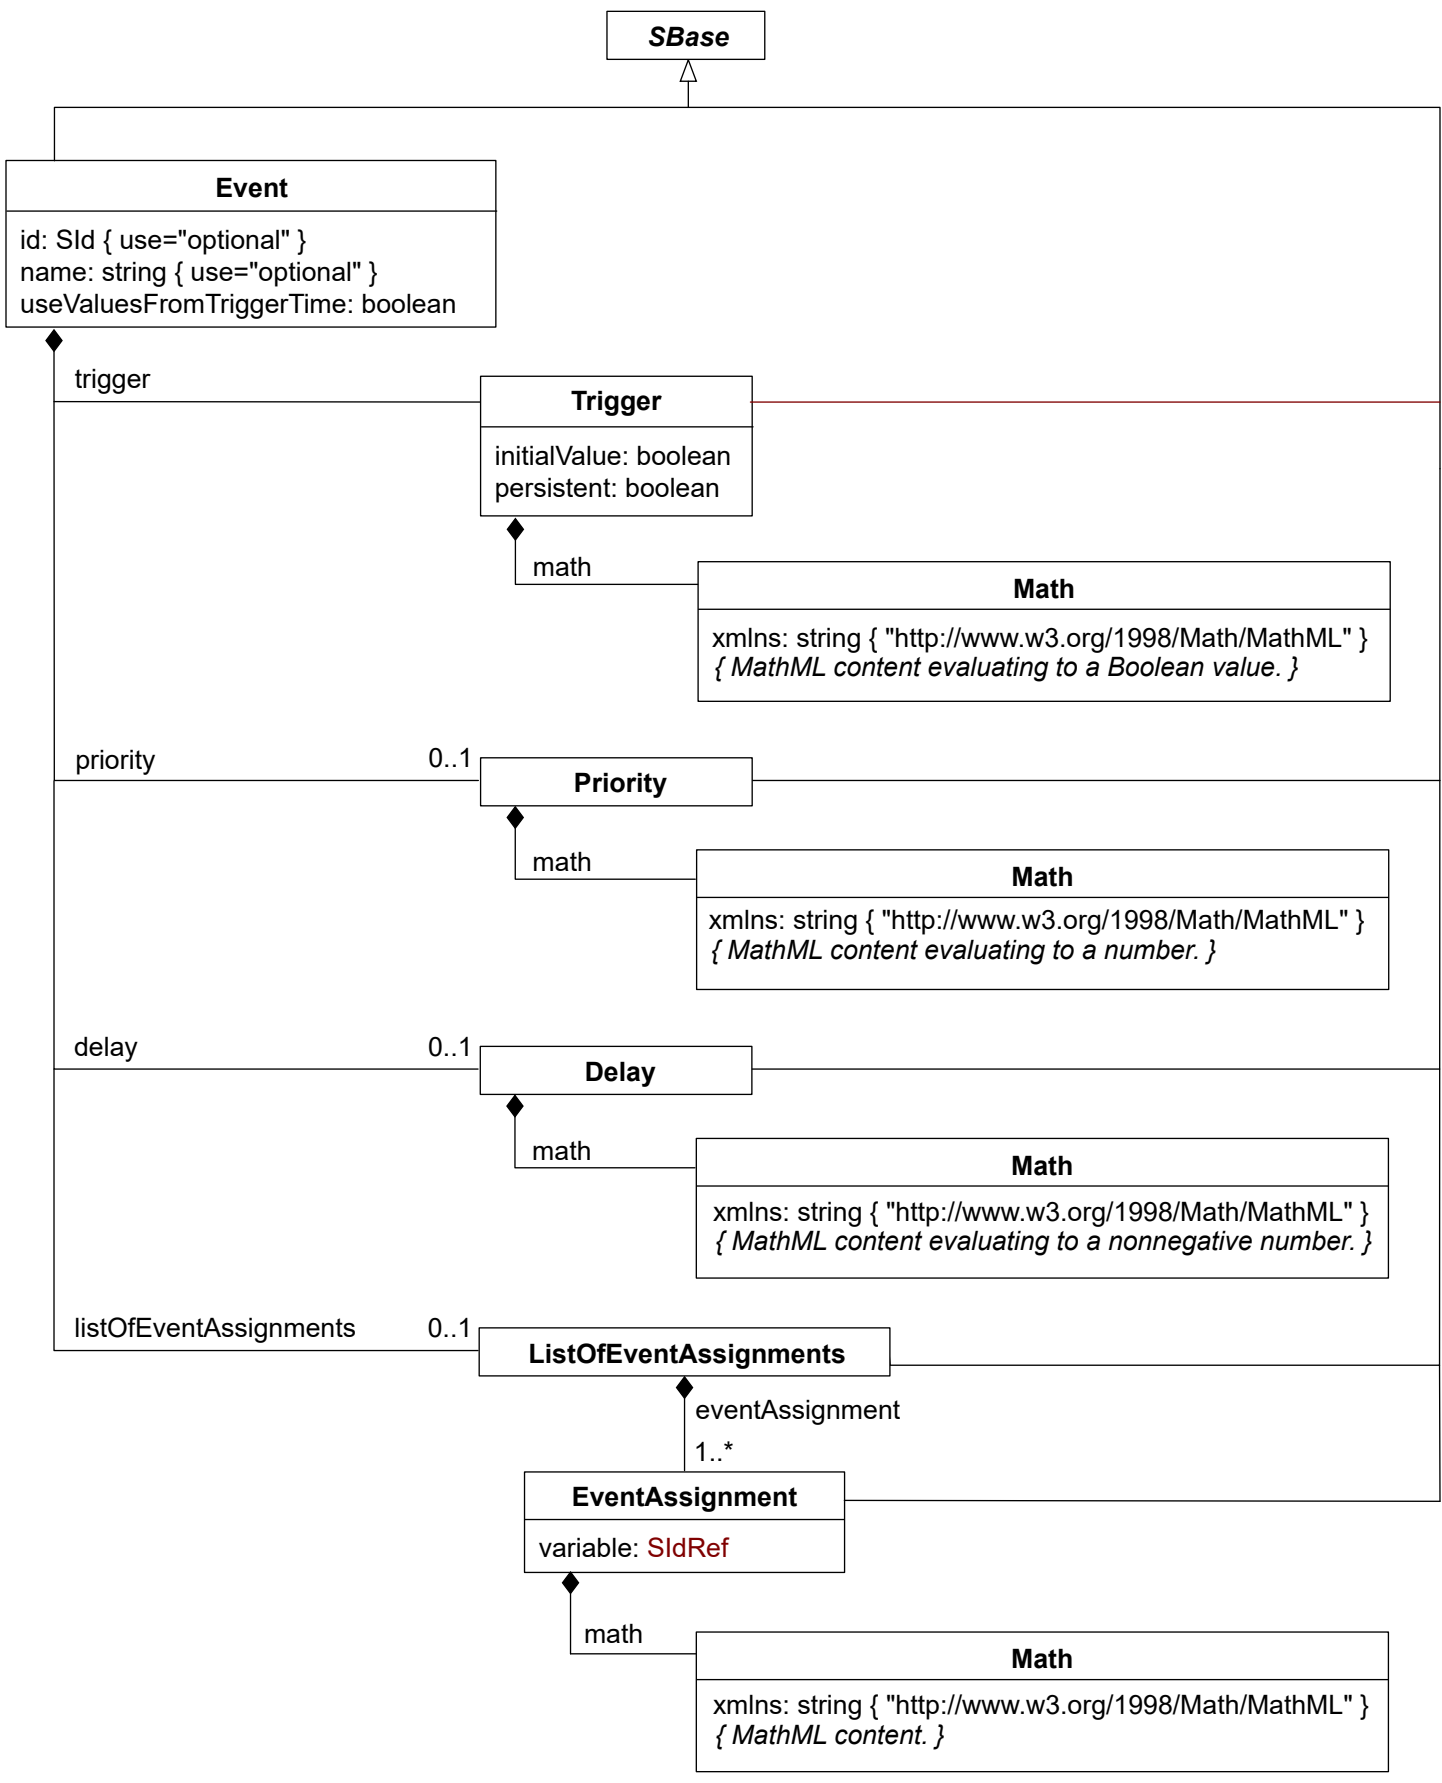 SBase
Event
id: SId { use="optional" }
name: string { use="optional" }
useValuesFromTriggerTime: boolean
trigger
Trigger
initialValue: boolean
persistent: boolean
math
Math
xmlns: string { "http://www.w3.org/1998/Math/MathML" }
{ MathML content evaluating to a Boolean value. }
priority
0..1
Priority
math
Math
xmlns: string { "http://www.w3.org/1998/Math/MathML" }
{ MathML content evaluating to a number. }
delay
0..1
Delay
math
Math
xmlns: string { "http://www.w3.org/1998/Math/MathML" }
{ MathML content evaluating to a nonnegative number. }
listOfEventAssignments
0..1
ListOfEventAssignments
eventAssignment
1..*
EventAssignment
variable: SIdRef
math
Math
xmlns: string { "http://www.w3.org/1998/Math/MathML" }
{ MathML content. }